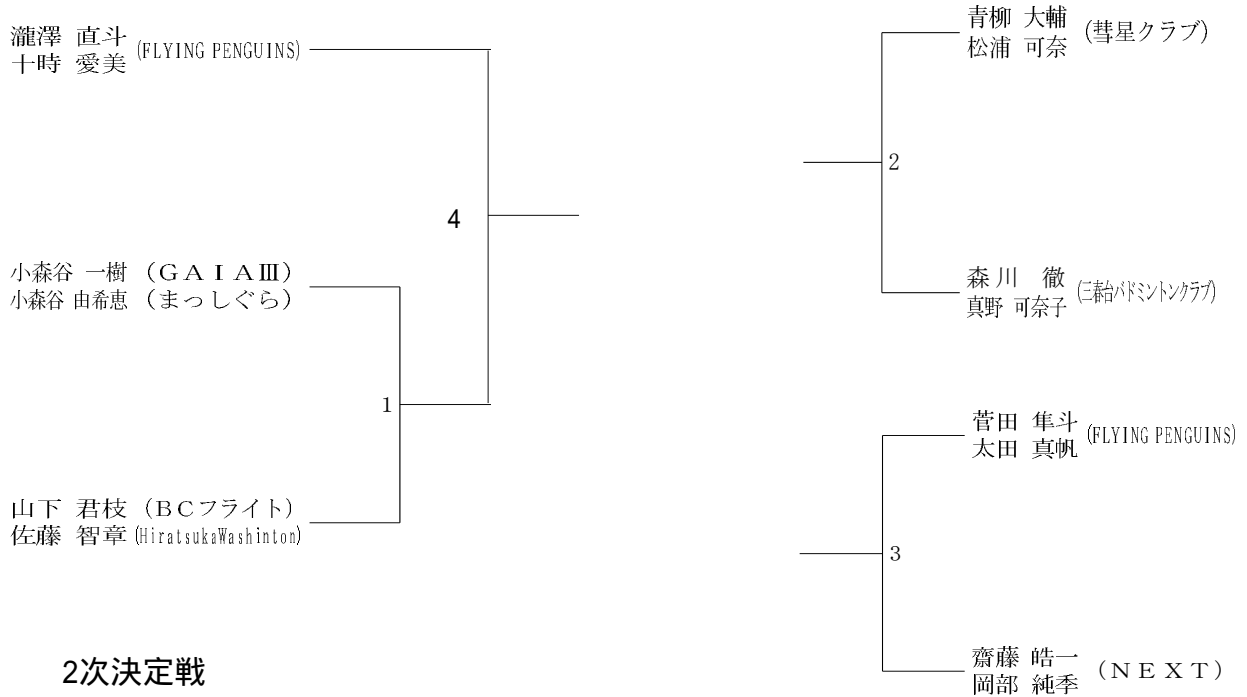 瀧澤 直斗 (FLYING PENGUINS)
十時 愛美
4
小森谷 一樹 (ＧＡＩＡⅢ)
小森谷 由希恵 (まっしぐら)
1
山下 君枝 (ＢＣフライト)
佐藤 智章 (HiratsukaWashinton)
2次決定戦
青柳 大輔 (彗星クラブ)
松浦 可奈
2
森川 徹 (三春台バドミントンクラブ)
真野 可奈子
菅田 隼斗 (FLYING PENGUINS)
太田 真帆
3
齋藤 皓一 (ＮＥＸＴ)
岡部 純季